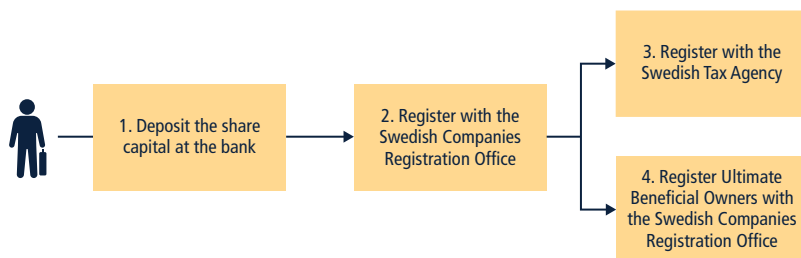 1. Deposit the share
capital at the bank
2. Register with the
Swedish Companies
Registration Office
3. Register with the
Swedish Tax Agency
4. Register Ultimate
Beneficial Owners with
the Swedish Companies
Registration Office